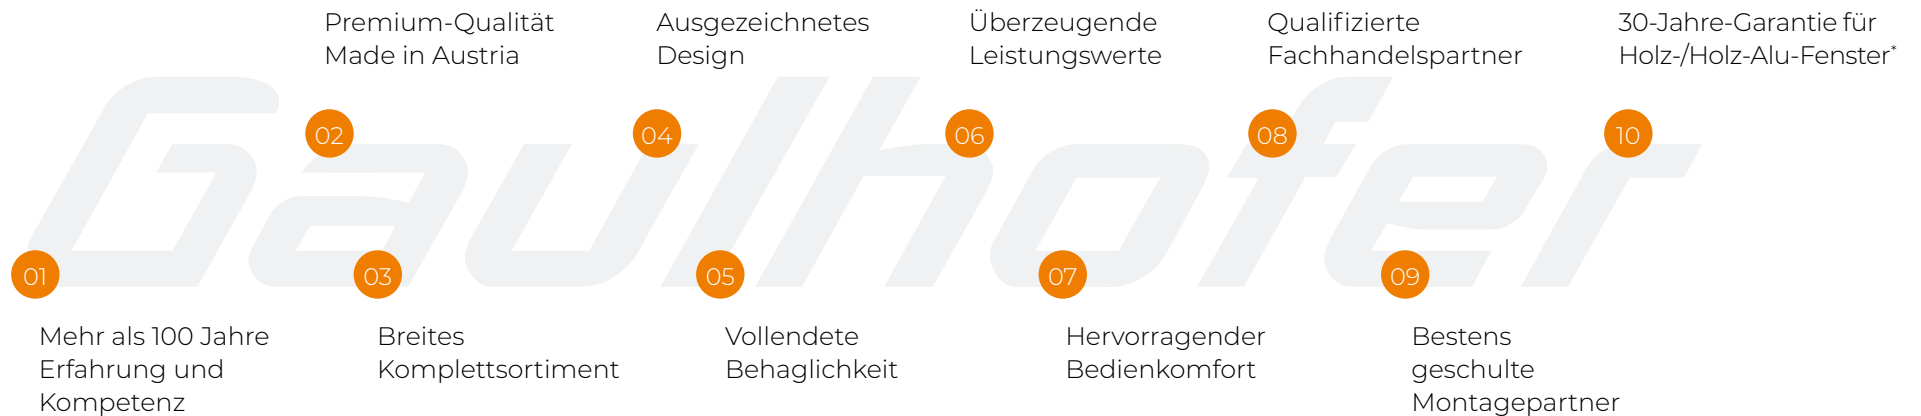 Gaulhofer
01
Mehr als 100 Jahre
Erfahrung und
Kompetenz
02
Premium-Qualität
Made in Austria
03
Breites
Komplettsortiment
04
Ausgezeichnetes
Design
05
Vollendete
Behaglichkeit
06
Überzeugende
Leistungswerte
07
Hervorragender
Bedienkomfort
08
Qualifizierte
Fachhandelspartner
09
Bestens
geschulte
Montagepartner
10
30-Jahre-Garantie für
Holz-/Holz-Alu-Fenster*